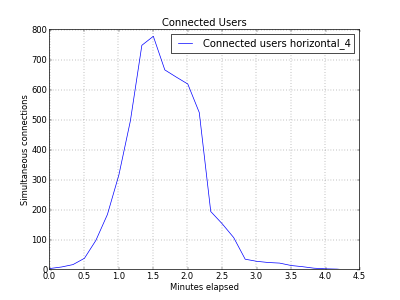 Connected Users
Connected users horizontal_4
Simultaneous connections
800
700
600
500
400
300
200
100
0
0.0 0.5 1.0 1.5 2.0 2.5 3.0 3.5 4.0 4.5
Minutes elapsed